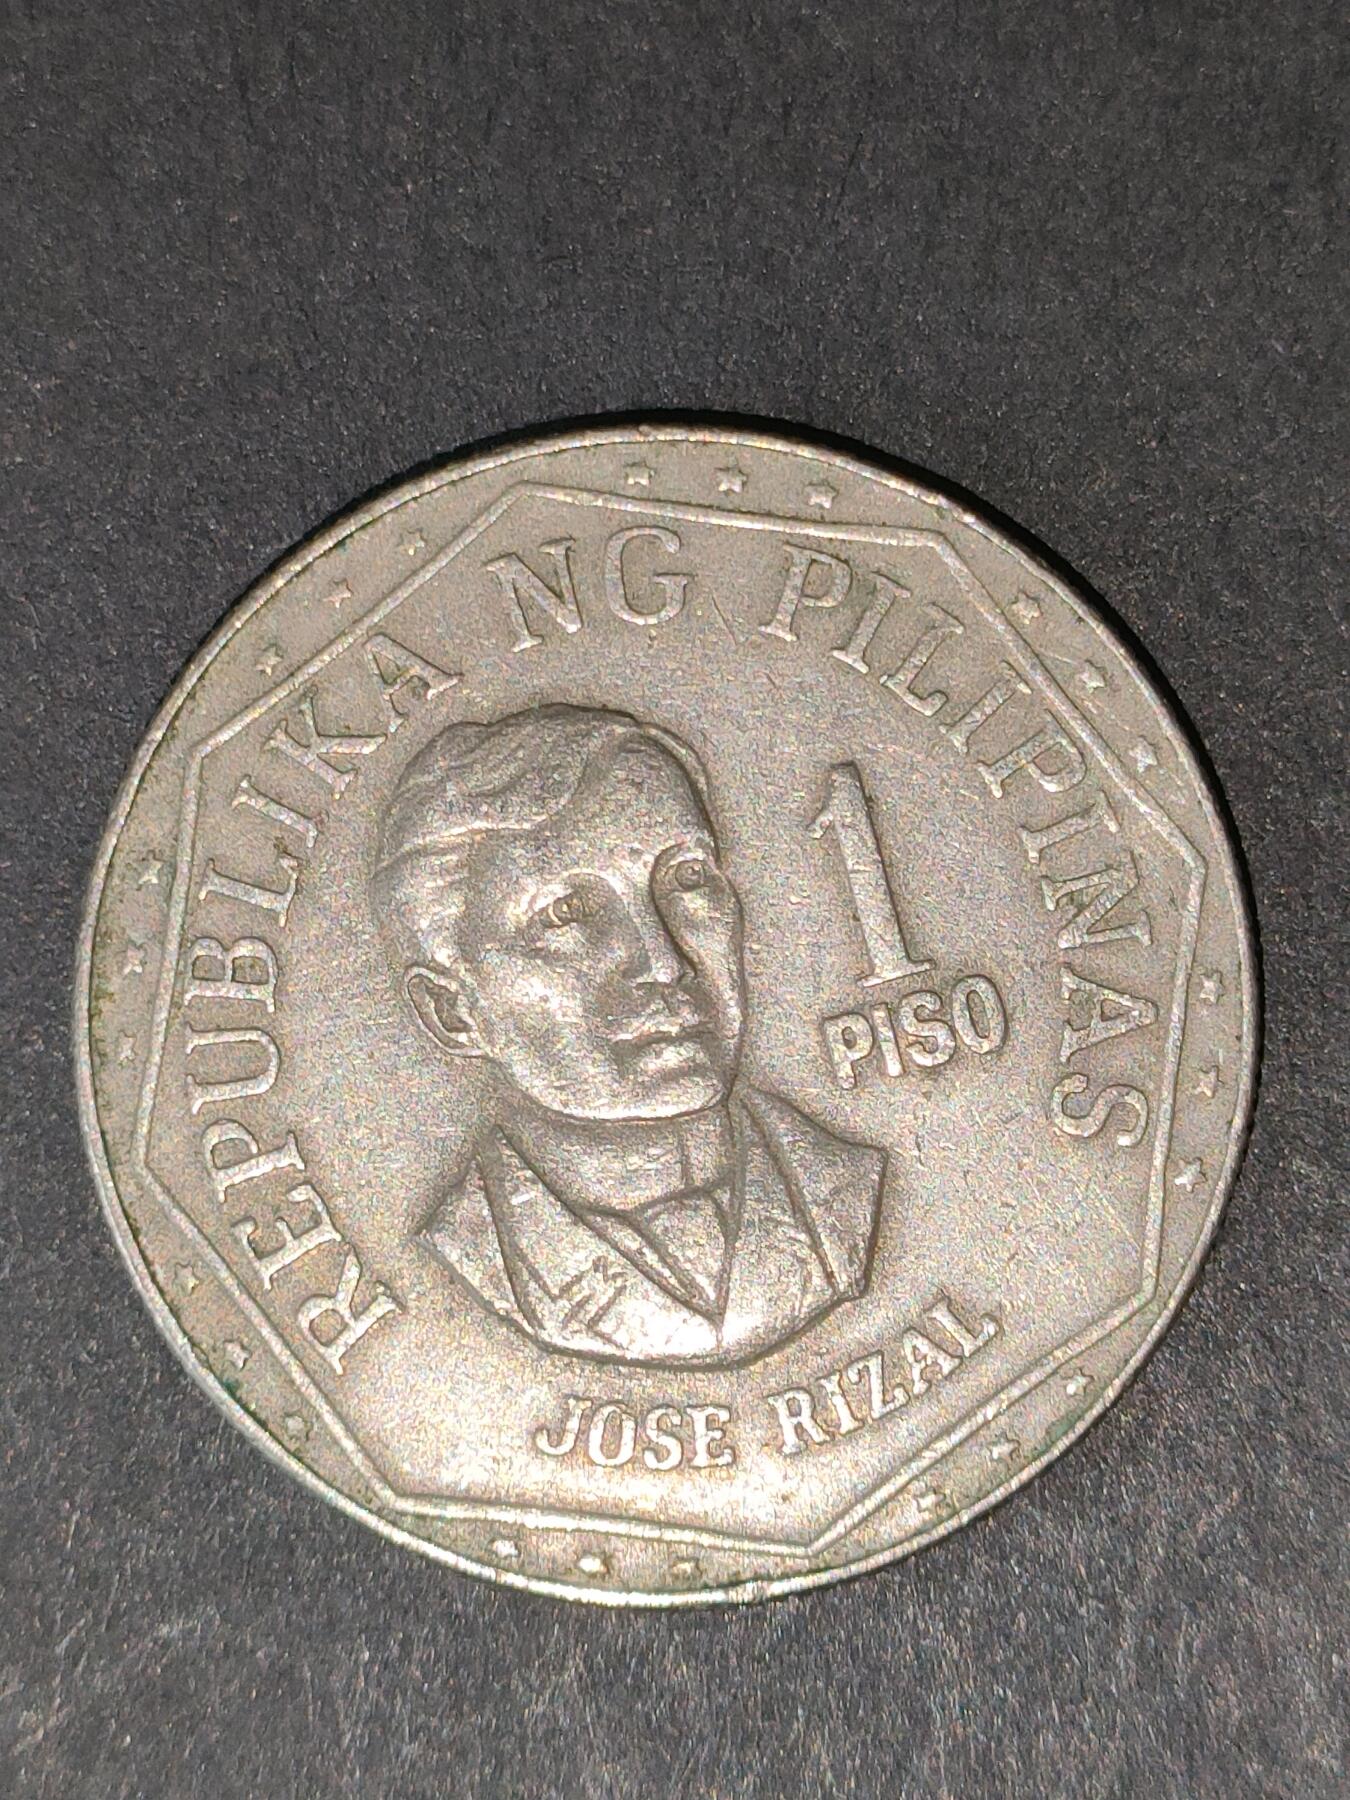 REPUBLIKA NG PILIPINAS
1
PISO
JOSE RIZAL